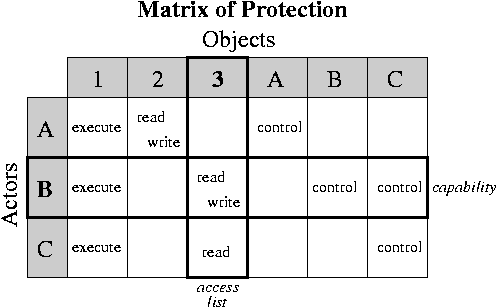 Matrix of Protection
Objects
1 2 3 A B C
Actors
A execute read write control
B execute read write control control capability
C execute read control
access
list